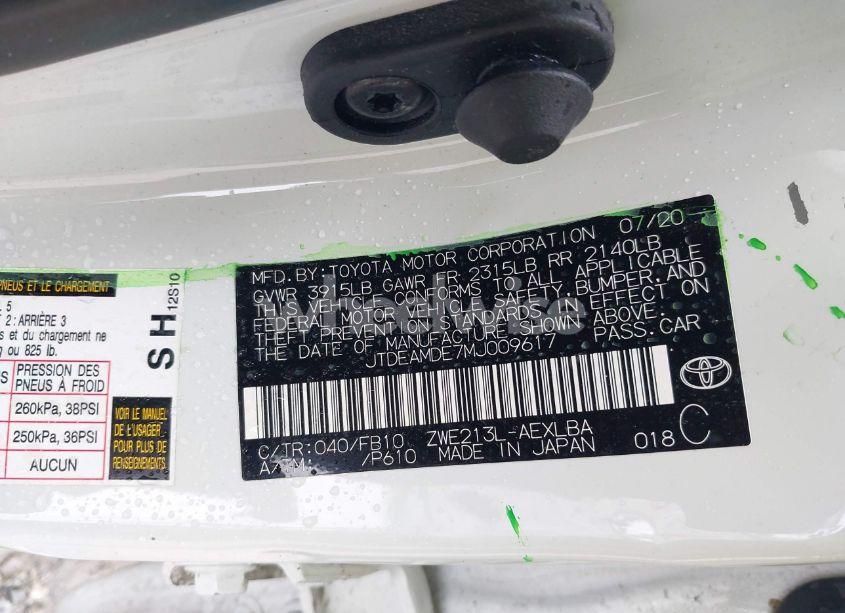 PNEUS ET LE CHARGEMENT
5
2: ARRIÈRE 3
s et du chargement ne
ou 825 lb.
PRESSION DES
PNEUS À FROID
260kPa, 38PSI
250kPa, 36PSI
AUCUN
SH
12S10
VOIR LE MANUEL
DE L'USAGER
POUR PLUS DE
RENSEIGNEMENTS
MFD. BY: TOYOTA MOTOR CORPORATION 07/20
GVWR 3915LB GAWR FR 2315LB RR 2140LB
THIS VEHICLE CONFORMS TO ALL APPLICABLE
FEDERAL MOTOR VEHICLE SAFETY, BUMPER, AND
THEFT PREVENTION STANDARDS IN EFFECT ON
THE DATE OF MANUFACTURE SHOWN ABOVE.
JTDEAMDE7MJ009617 PASS. CAR
C/TR: 040/FB10 ZWE213L-AEXLBA
A/TM: /P610 MADE IN JAPAN 018 C